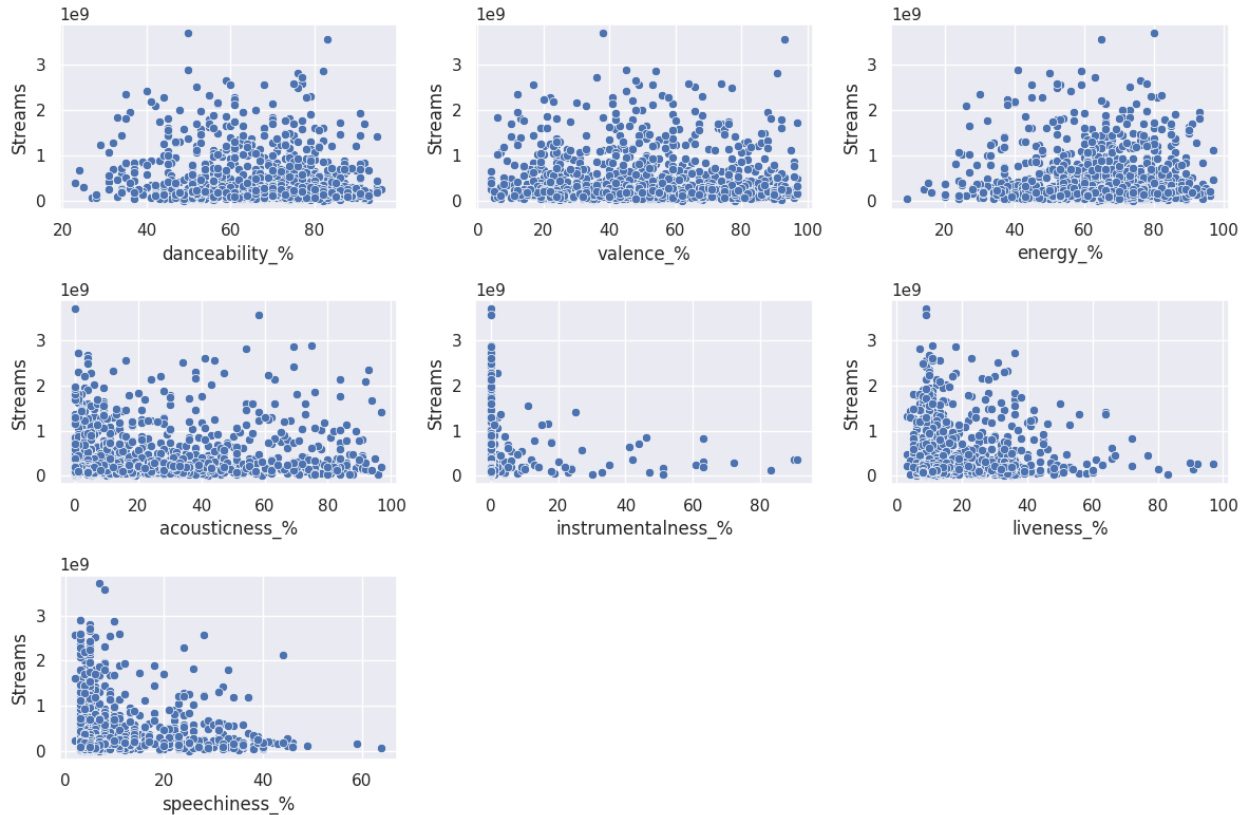 1e9
3
2
1
0
Streams
20 40 60 80
danceability_%
1e9
3
2
1
0
Streams
0 20 40 60 80 100
valence_%
1e9
3
2
1
0
Streams
20 40 60 80 100
energy_%
1e9
3
2
1
0
Streams
0 20 40 60 80 100
acousticness_%
1e9
3
2
1
0
Streams
0 20 40 60 80
instrumentalness_%
1e9
3
2
1
0
Streams
20 40 60 80 100
liveness_%
1e9
3
2
1
0
Streams
0 20 40 60
speechiness_%